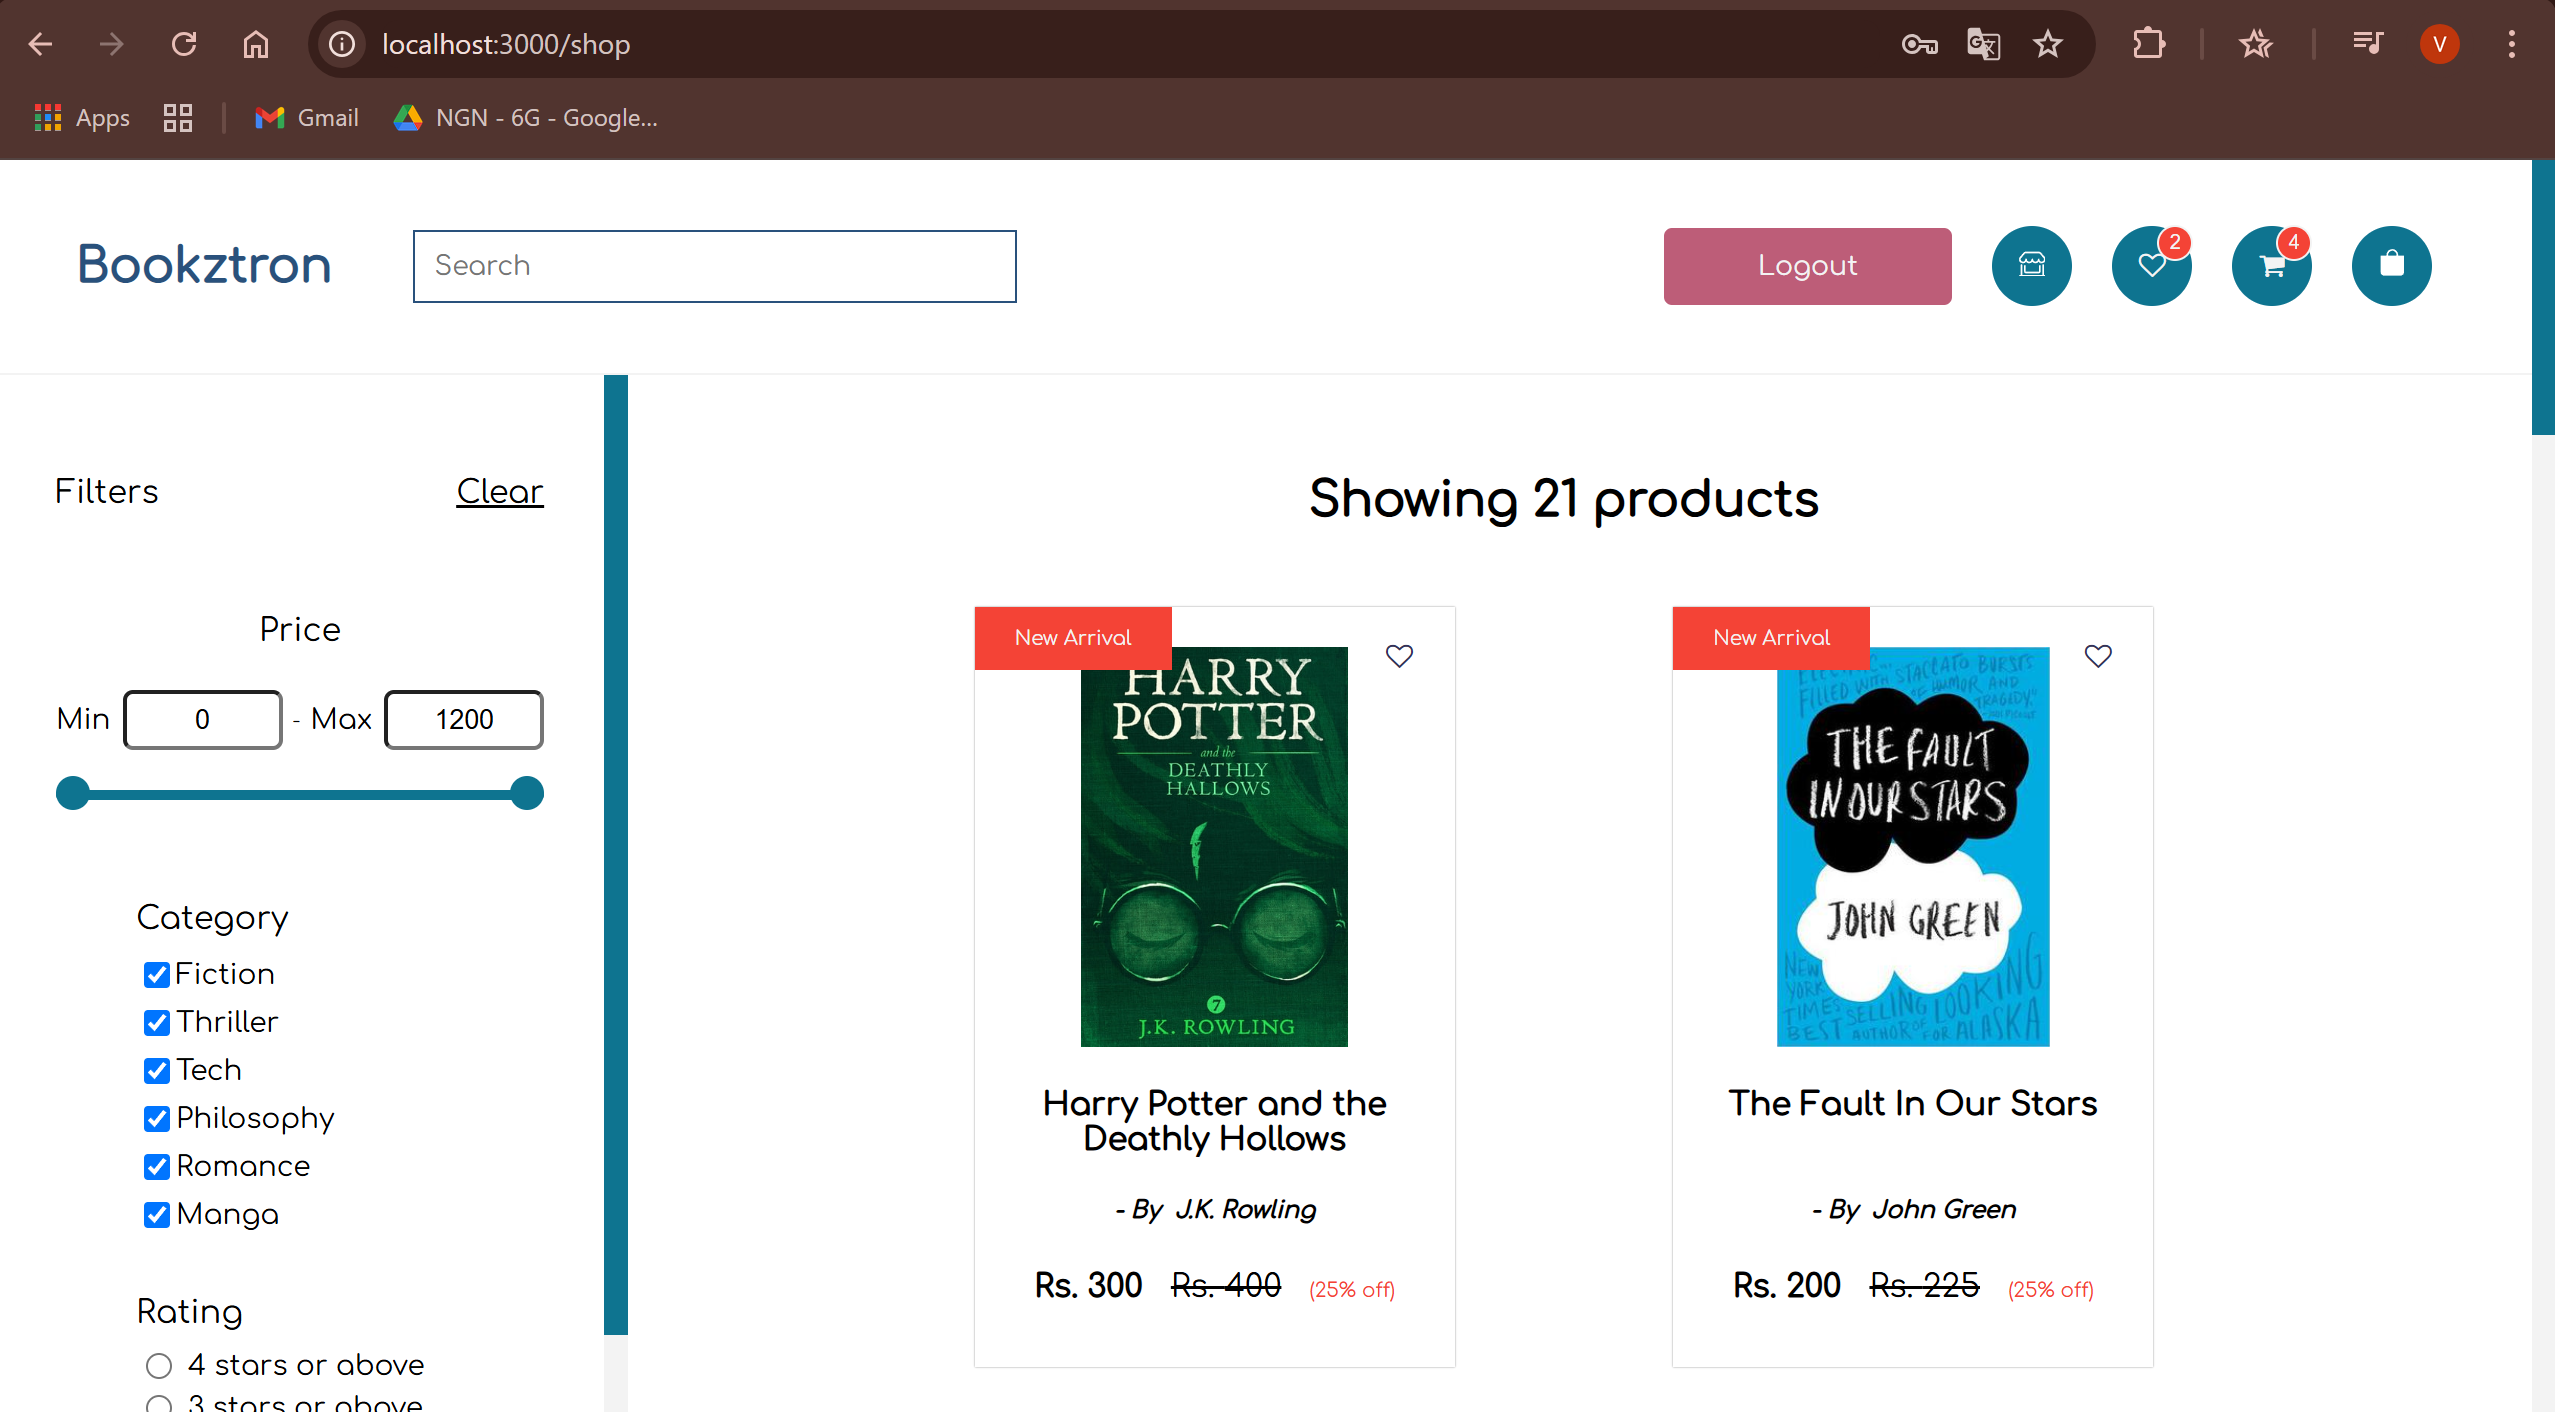 localhost:3000/shop
V
Apps
Gmail
NGN - 6G - Google...
Bookztron
Search
Logout
2
4
Filters
Clear
Price
Min 0 - Max 1200
Category
Fiction
Thriller
Tech
Philosophy
Romance
Manga
Rating
4 stars or above
3 stars or above
Showing 21 products
New Arrival
HARRY
POTTER
and the
DEATHLY
HALLOWS
7
J.K. ROWLING
Harry Potter and the
Deathly Hollows
- By J.K. Rowling
Rs. 300 Rs. 400 (25% off)
New Arrival
FILLED WITH STACCATO BURSTS
OF HUMOR AND
TRAGEDY."
THE FAULT
IN OUR STARS
JOHN GREEN
NEW
YORK
TIMES
BEST SELLING
AUTHOR OF
LOOKING
FOR ALASKA
The Fault In Our Stars
- By John Green
Rs. 200 Rs. 225 (25% off)